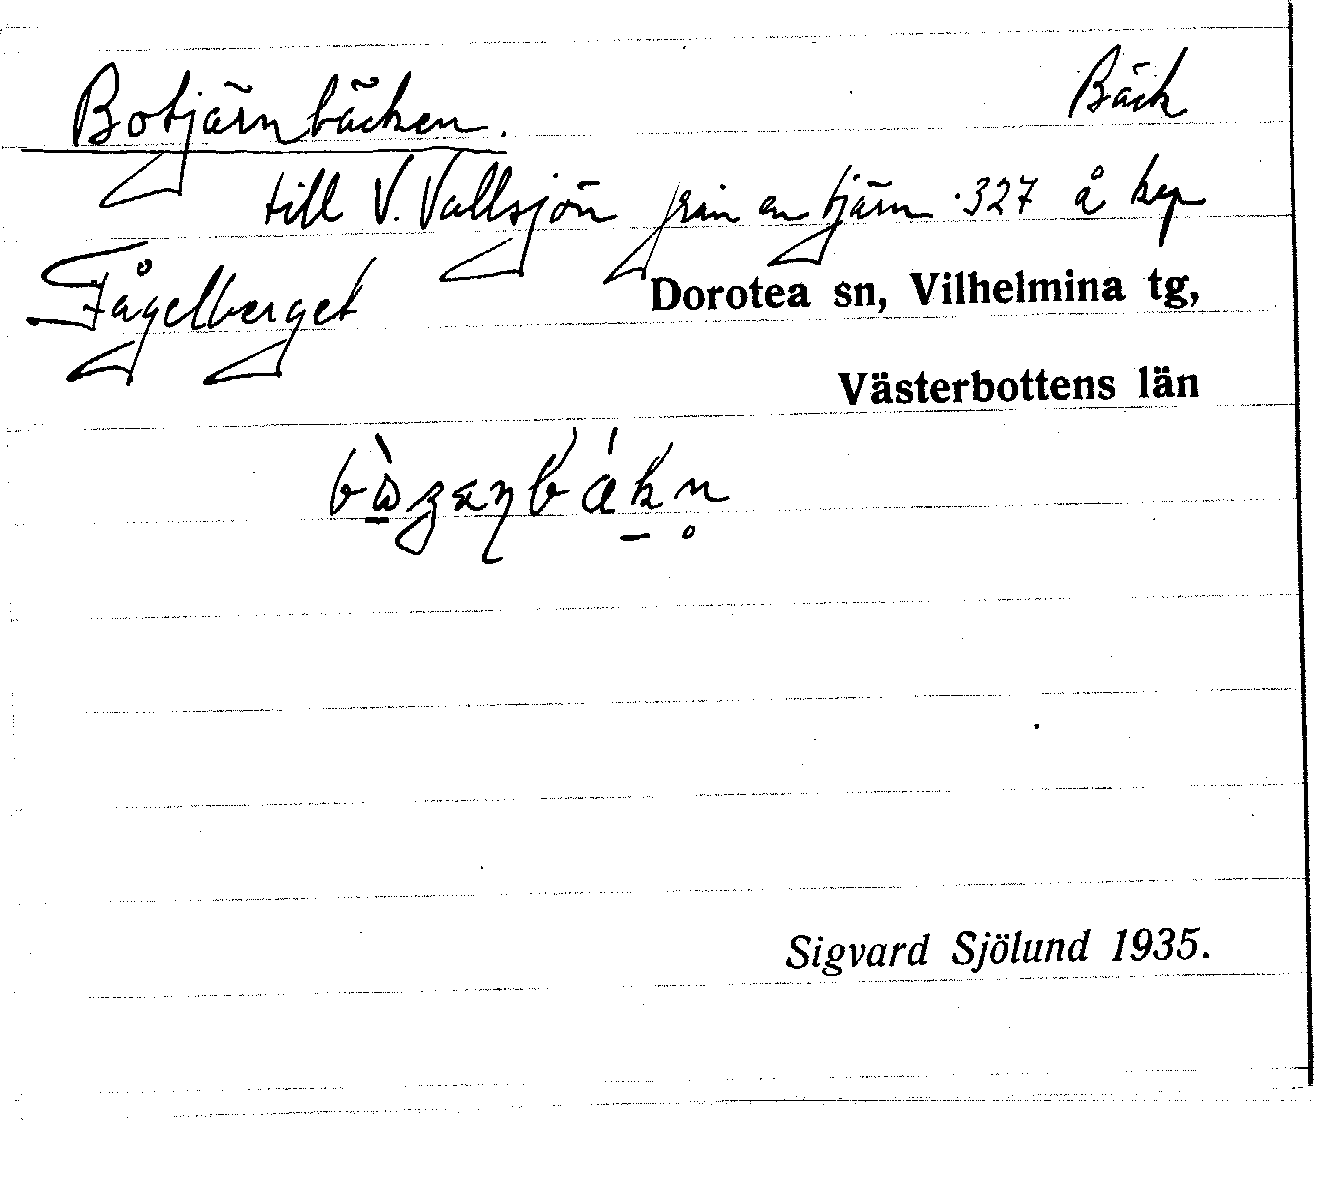 Botjärnbäcken. Bäck
till V. Vallsjön från en tjärn ·327 å kep
Fågelberget
Dorotea sn, Vilhelmina tg,
Västerbottens län
Sigvard Sjölund 1935.